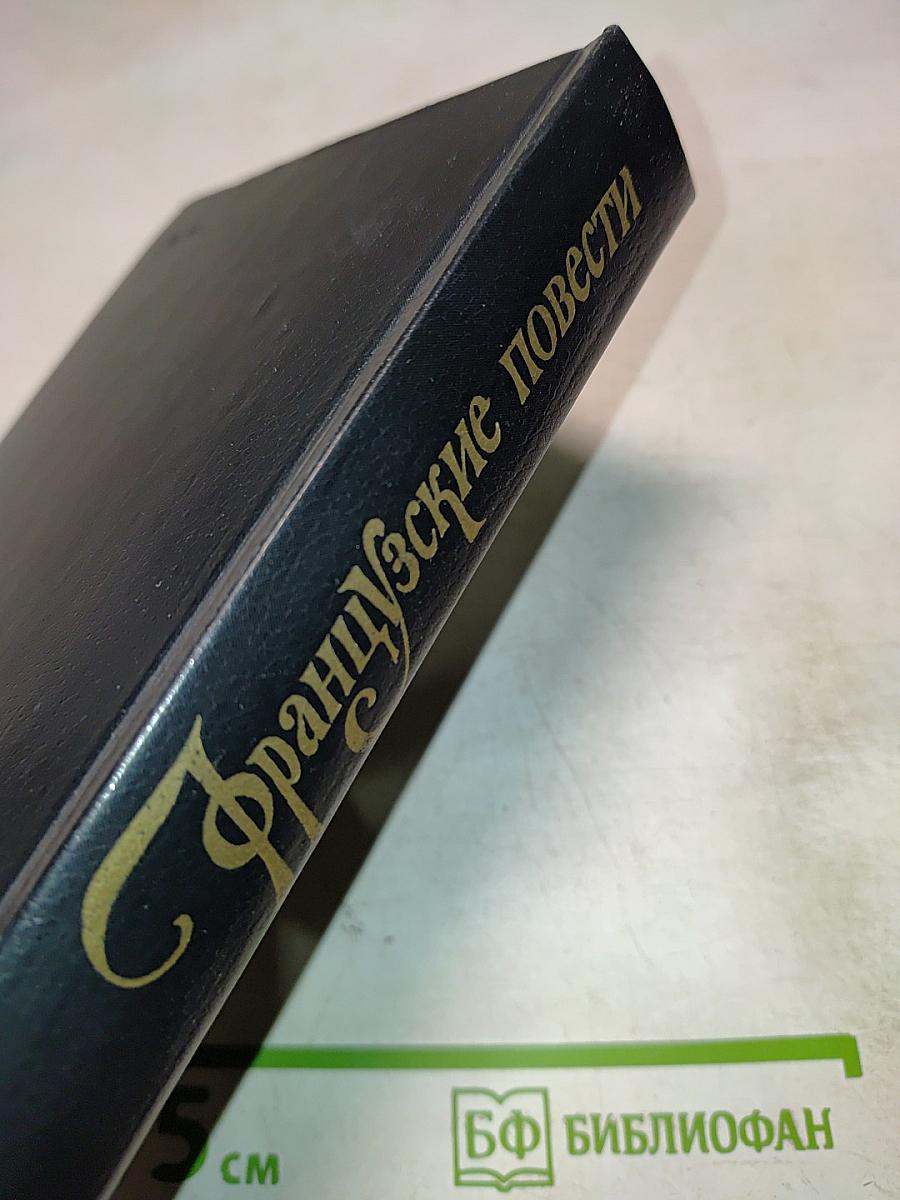 Французские повести
5 см
БФ БИБЛИОФАН